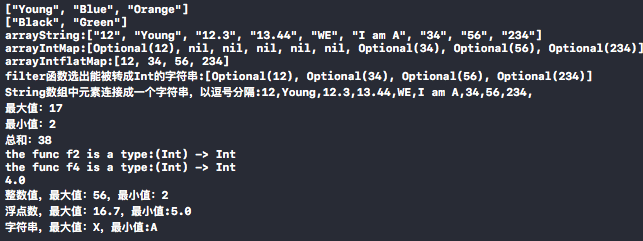 ["Young", "Blue", "Orange"]
["Black", "Green"]
arrayString:["12", "Young", "12.3", "13.44", "WE", "I am A", "34", "56", "234"]
arrayIntMap:[Optional(12), nil, nil, nil, nil, nil, Optional(34), Optional(56), Optional(234)]
arrayIntflatMap:[12, 34, 56, 234]
filter函数选出能被转成Int的字符串:[Optional(12), Optional(34), Optional(56), Optional(234)]
String数组中元素连接成一个字符串，以逗号分隔:12,Young,12.3,13.44,WE,I am A,34,56,234,
最大值：17
最小值：2
总和：38
the func f2 is a type:(Int) -> Int
the func f4 is a type:(Int) -> Int
4.0
整数值，最大值：56，最小值：2
浮点数，最大值：16.7，最小值:5.0
字符串，最大值：X，最小值:A